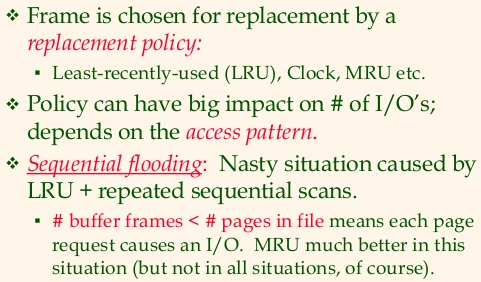 ❖ Frame is chosen for replacement by a
replacement policy:
▪ Least-recently-used (LRU), Clock, MRU etc.
❖ Policy can have big impact on # of I/O's;
depends on the access pattern.
❖ Sequential flooding: Nasty situation caused by
LRU + repeated sequential scans.
▪ # buffer frames < # pages in file means each page
request causes an I/O. MRU much better in this
situation (but not in all situations, of course).